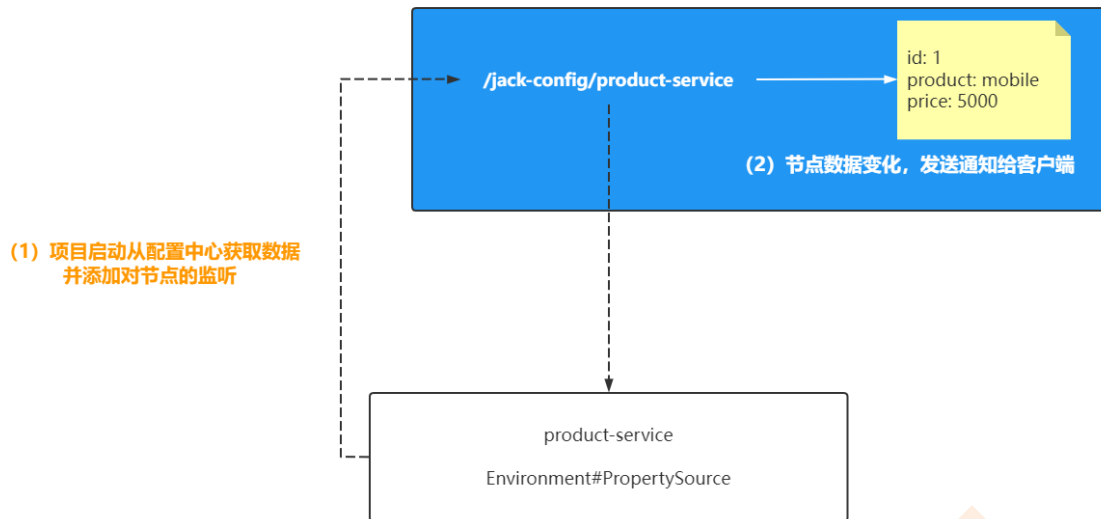 id: 1
/jack-config/product-service
product: mobile
price: 5000
（2）节点数据变化，发送通知给客户端
（1）项目启动从配置中心获取数据
并添加对节点的监听
product-service
Environment#PropertySource